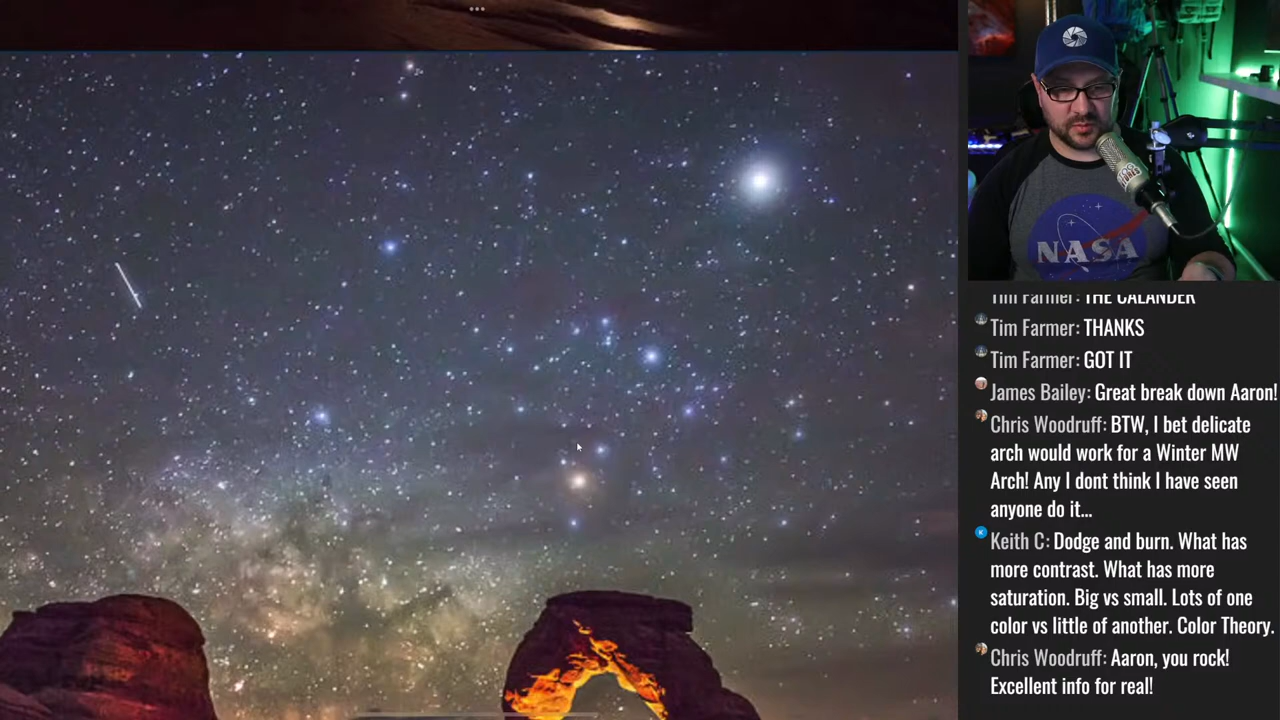 NASA
Tim Farmer: THE CALANDER
Tim Farmer: THANKS
Tim Farmer: GOT IT
James Bailey: Great break down Aaron!
Chris Woodruff: BTW, I bet delicate
arch would work for a Winter MW
Arch! Any I dont think I have seen
anyone do it...
Keith C: Dodge and burn. What has
more contrast. What has more
saturation. Big vs small. Lots of one
color vs little of another. Color Theory.
Chris Woodruff: Aaron, you rock!
Excellent info for real!